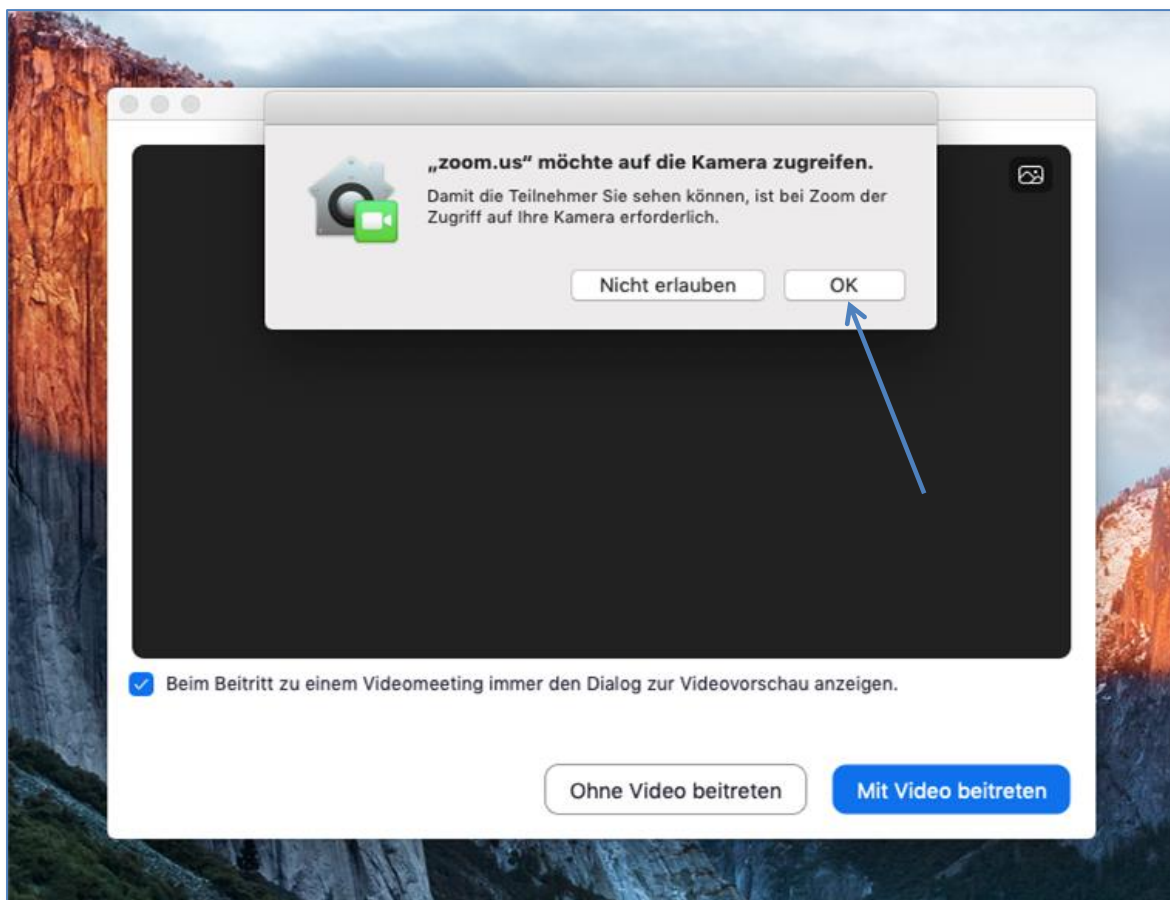 „zoom.us“ möchte auf die Kamera zugreifen.
Damit die Teilnehmer Sie sehen können, ist bei Zoom der
Zugriff auf Ihre Kamera erforderlich.
Nicht erlauben
OK
Beim Beitritt zu einem Videomeeting immer den Dialog zur Videovorschau anzeigen.
Ohne Video beitreten
Mit Video beitreten